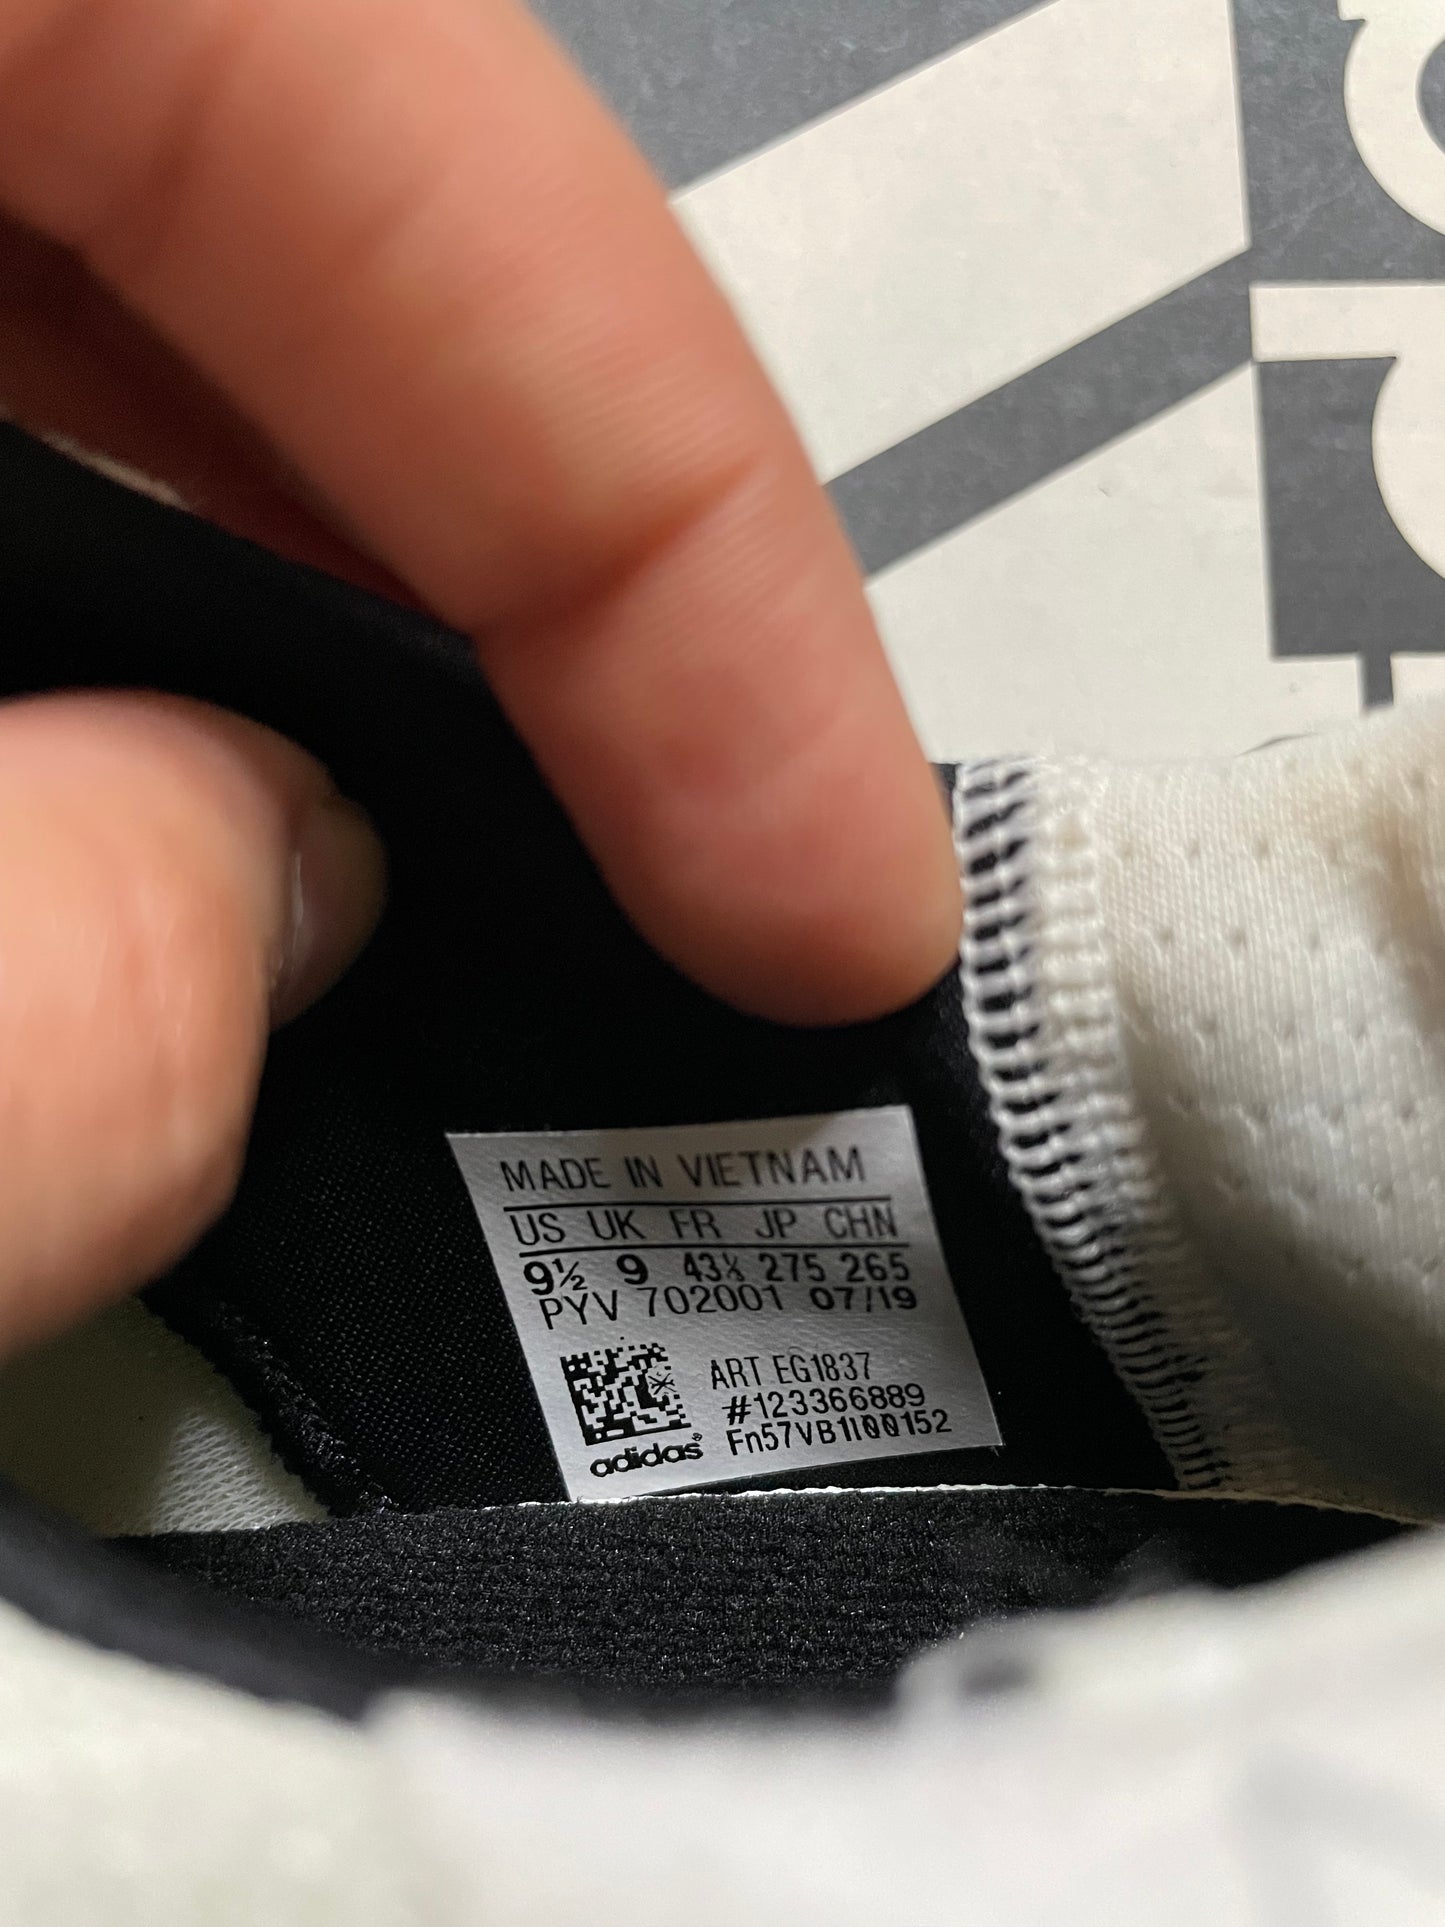 MADE IN VIETNAM
US UK FR JP CHN
9½ 9 43⅓ 275 265
PYV 702001 07/19
ART EG1837
#123366889
Fn57VB1I00152
adidas®